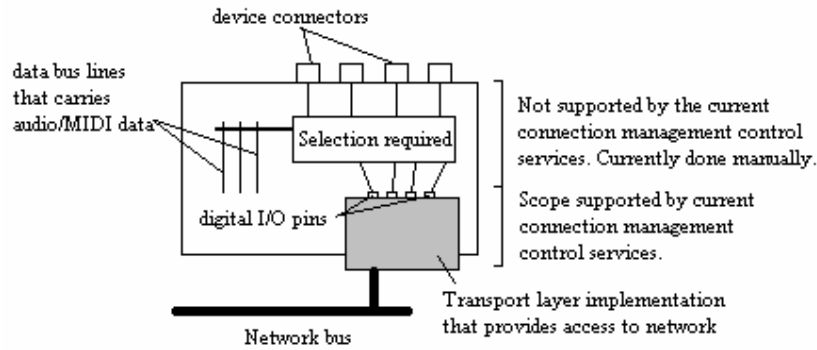 device connectors
data bus lines
that carries
audio/MIDI data
Selection required
digital I/O pins
Not supported by the current
connection management control
services. Currently done manually.
Scope supported by current
connection management
control services.
Transport layer implementation
that provides access to network
Network bus